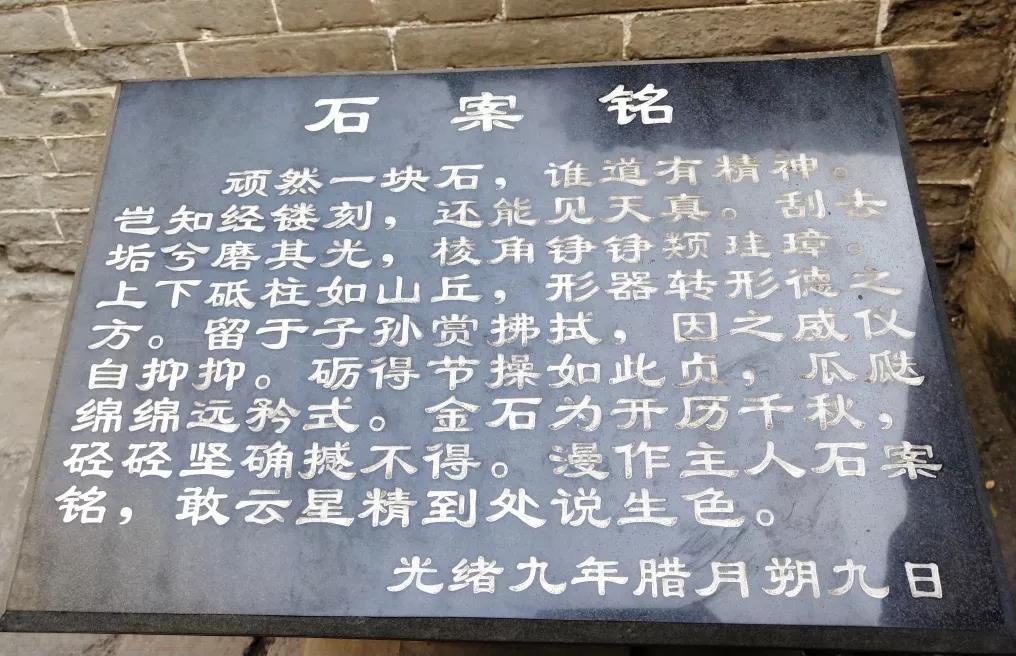 石案铭
顽然一块石，谁道有精神。
岂知经镂刻，还能见天真。刮去
垢兮磨其光，棱角铮铮颣珪璋。
上下砥柱如山丘，形器转形德之
方。留于子孙赏拂拭，因之威仪
自抑抑。砺得节操如此贞，瓜瓞
绵绵远矜式。金石为开历千秋，
硁硁坚确撼不得。漫作主人石案
铭，敢云星精到处说生色。
光绪九年腊月朔九日